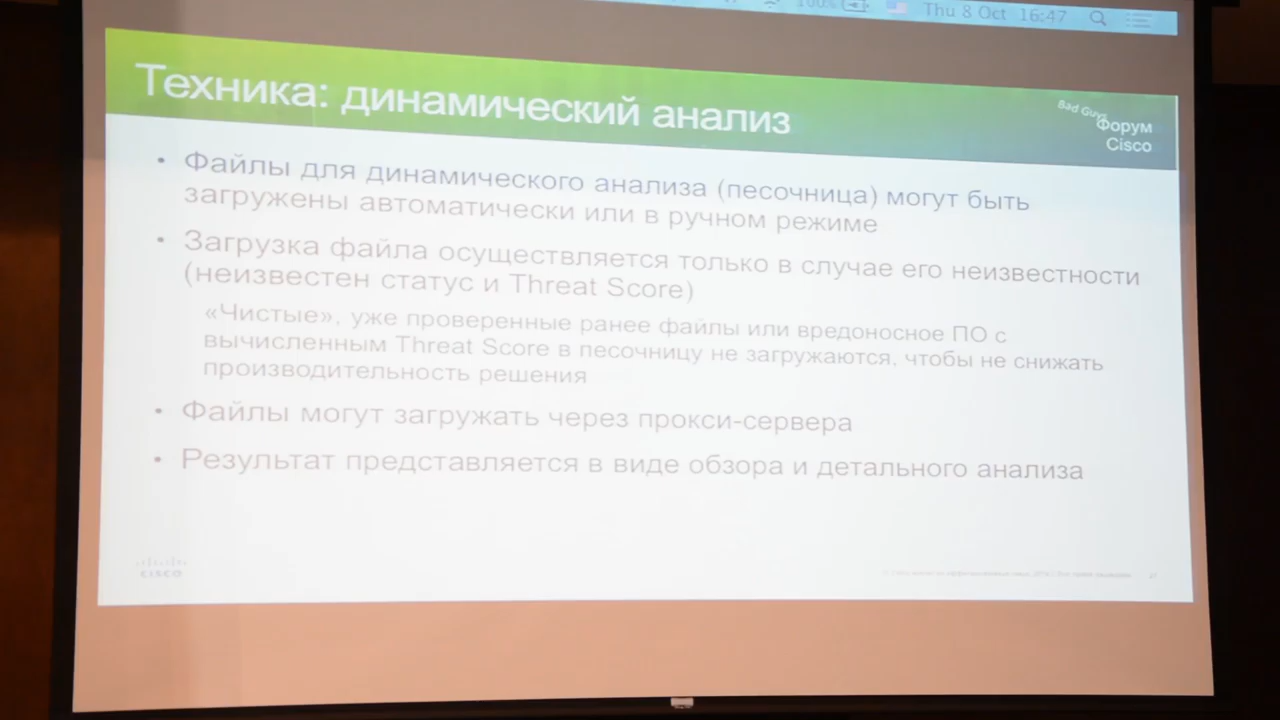 100%
Thu 8 Oct 16:47
Техника: динамический анализ
Bad Guys
Форум
Cisco
• Файлы для динамического анализа (песочница) могут быть
загружены автоматически или в ручном режиме
• Загрузка файла осуществляется только в случае его неизвестности
(неизвестен статус и Threat Score)
«Чистые», уже проверенные ранее файлы или вредоносное ПО с
вычисленным Threat Score в песочницу не загружаются, чтобы не снижать
производительность решения
• Файлы могут загружать через прокси-сервера
• Результат представляется в виде обзора и детального анализа
CISCO